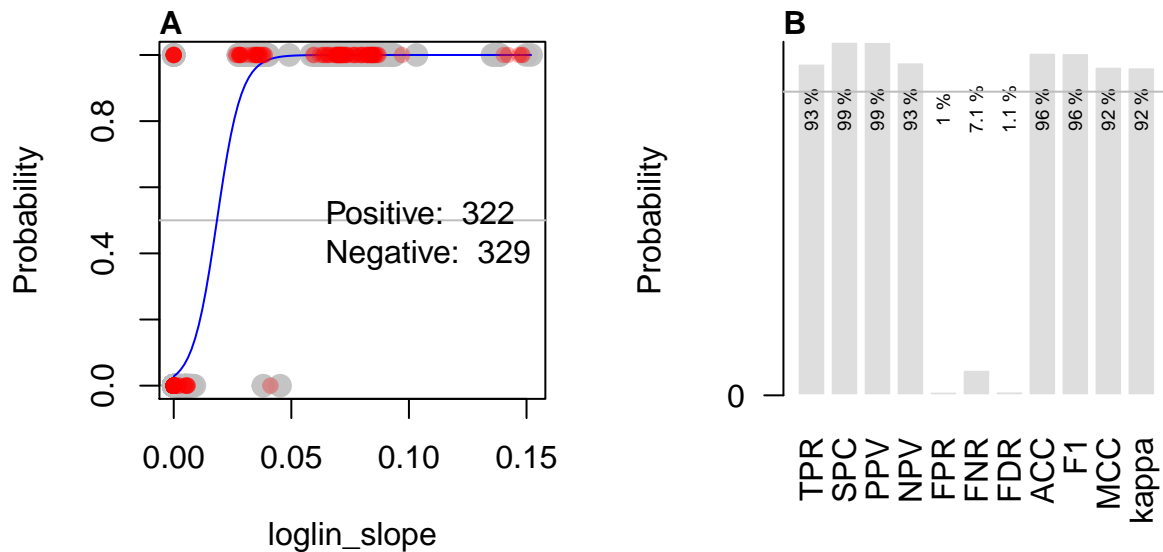 A
Probability
0.8
0.4
0.0
Positive: 322
Negative: 329
0.00 0.05 0.10 0.15
loglin_slope
B
Probability
0
93 % 99 % 99 % 93 % 1 % 7.1 % 1.1 % 96 % 96 % 92 % 92 %
TPR SPC PPV NPV FPR FNR FDR ACC F1 MCC kappa